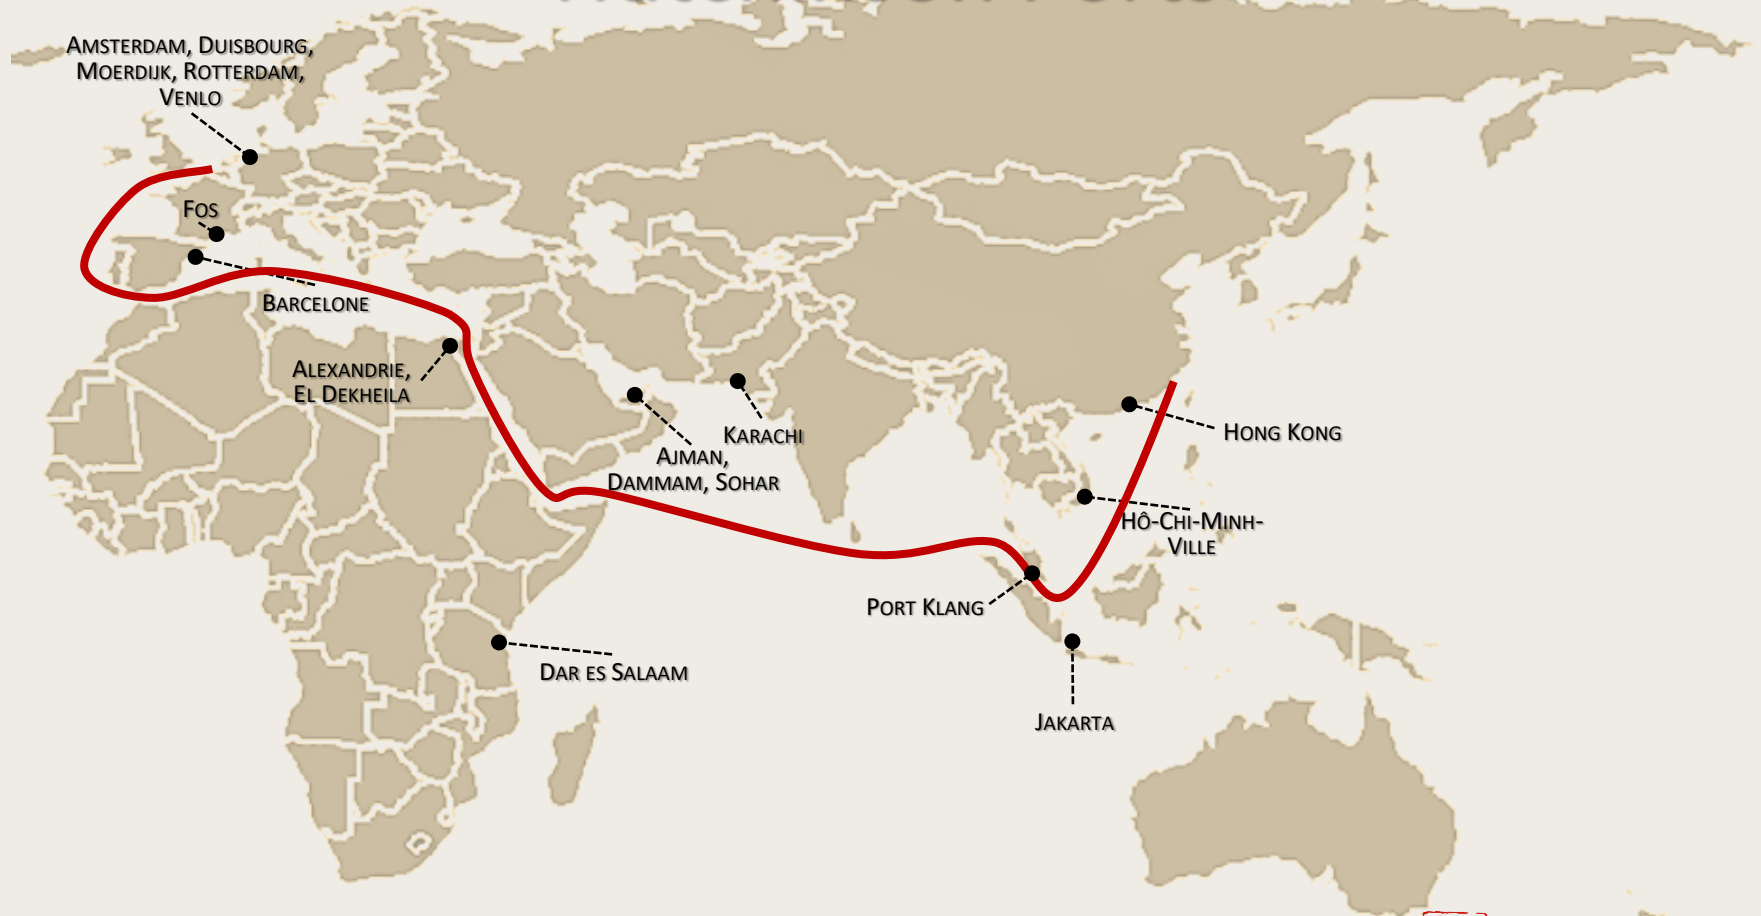 AMSTERDAM, DUISBOURG,
MOERDIJK, ROTTERDAM,
VENLO
FOS
BARCELONE
ALEXANDRIE,
EL DEKHEILA
KARACHI
AJMAN,
DAMMAM, SOHAR
HONG KONG
HÔ-CHI-MINH-
VILLE
PORT KLANG
DAR ES SALAAM
JAKARTA